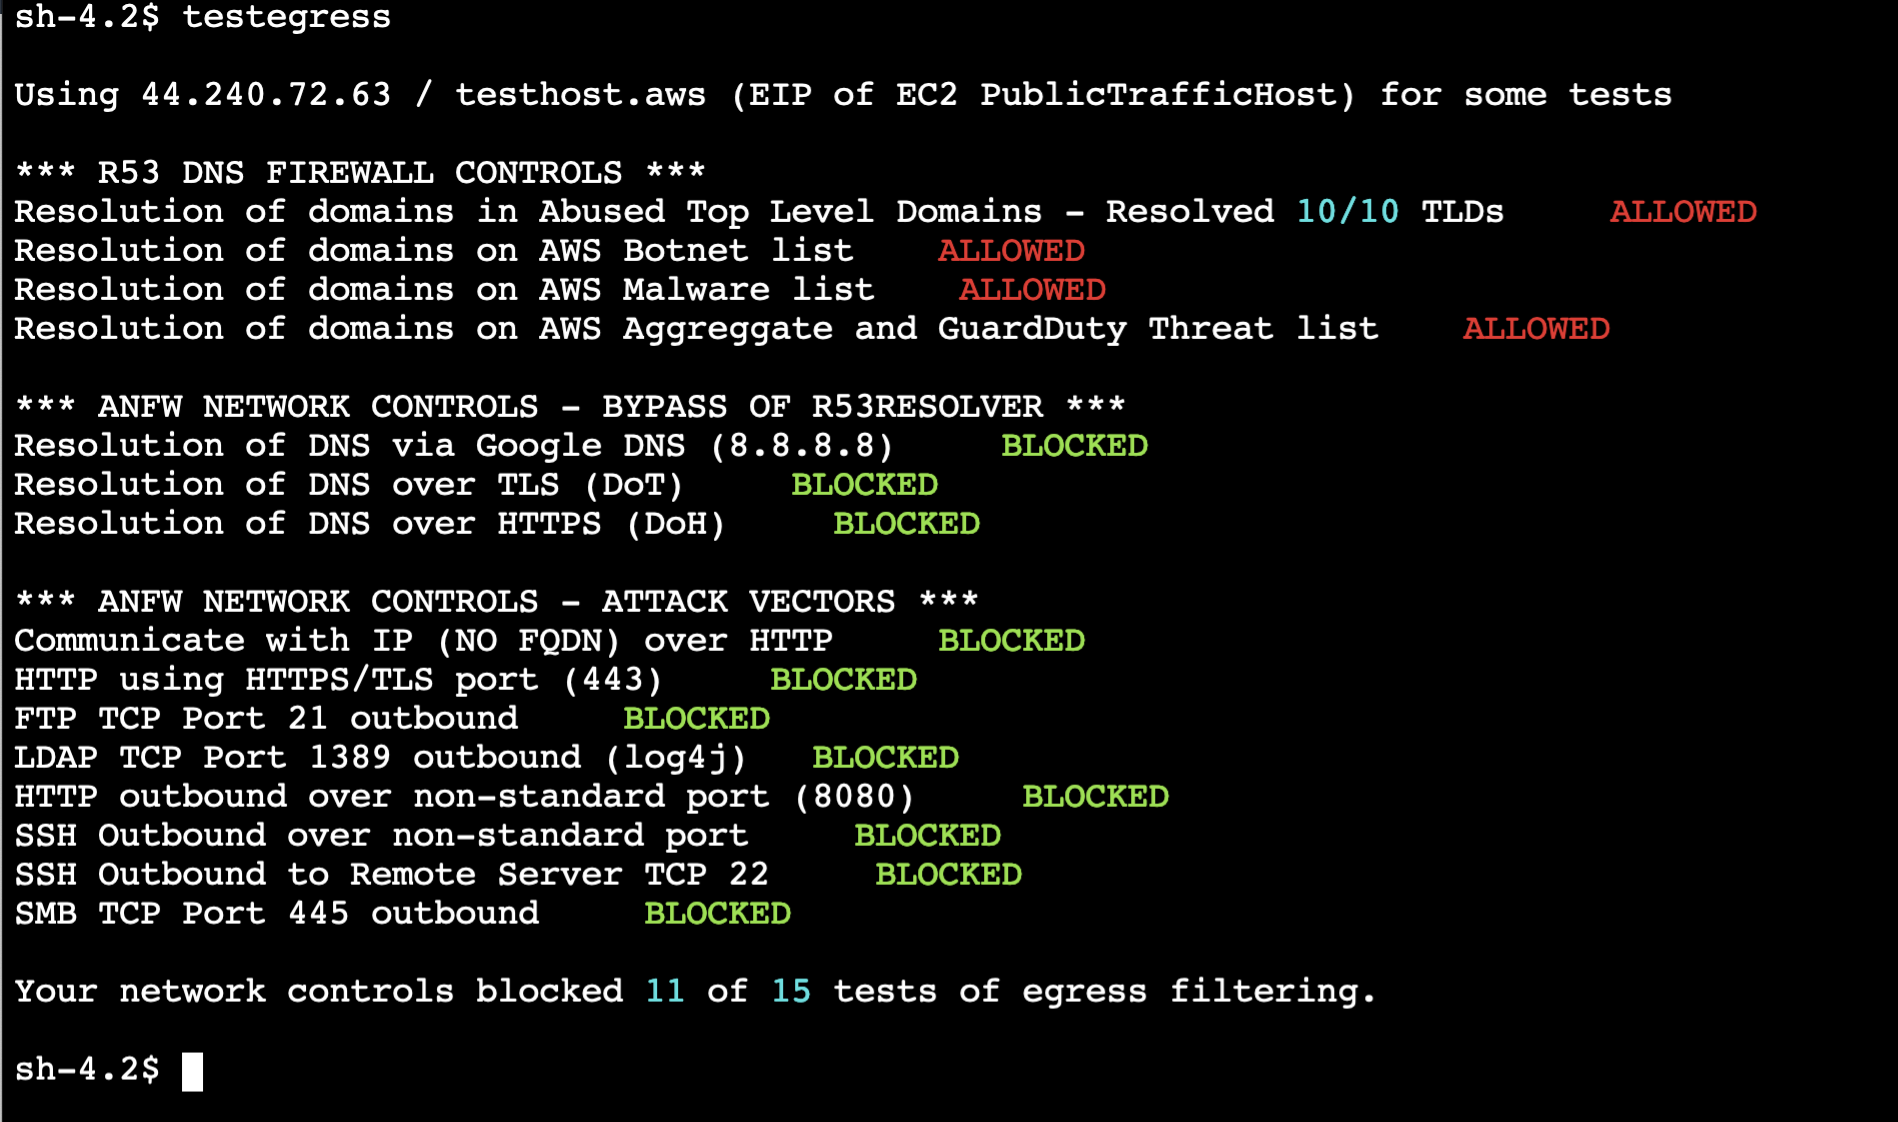 sh-4.2$ testegress
Using 44.240.72.63 / testhost.aws (EIP of EC2 PublicTrafficHost) for some tests
*** R53 DNS FIREWALL CONTROLS ***
Resolution of domains in Abused Top Level Domains - Resolved 10/10 TLDs ALLOWED
Resolution of domains on AWS Botnet list ALLOWED
Resolution of domains on AWS Malware list ALLOWED
Resolution of domains on AWS Aggreggate and GuardDuty Threat list ALLOWED
*** ANFW NETWORK CONTROLS - BYPASS OF R53RESOLVER ***
Resolution of DNS via Google DNS (8.8.8.8) BLOCKED
Resolution of DNS over TLS (DoT) BLOCKED
Resolution of DNS over HTTPS (DoH) BLOCKED
*** ANFW NETWORK CONTROLS - ATTACK VECTORS ***
Communicate with IP (NO FQDN) over HTTP BLOCKED
HTTP using HTTPS/TLS port (443) BLOCKED
FTP TCP Port 21 outbound BLOCKED
LDAP TCP Port 1389 outbound (log4j) BLOCKED
HTTP outbound over non-standard port (8080) BLOCKED
SSH Outbound over non-standard port BLOCKED
SSH Outbound to Remote Server TCP 22 BLOCKED
SMB TCP Port 445 outbound BLOCKED
Your network controls blocked 11 of 15 tests of egress filtering.
sh-4.2$